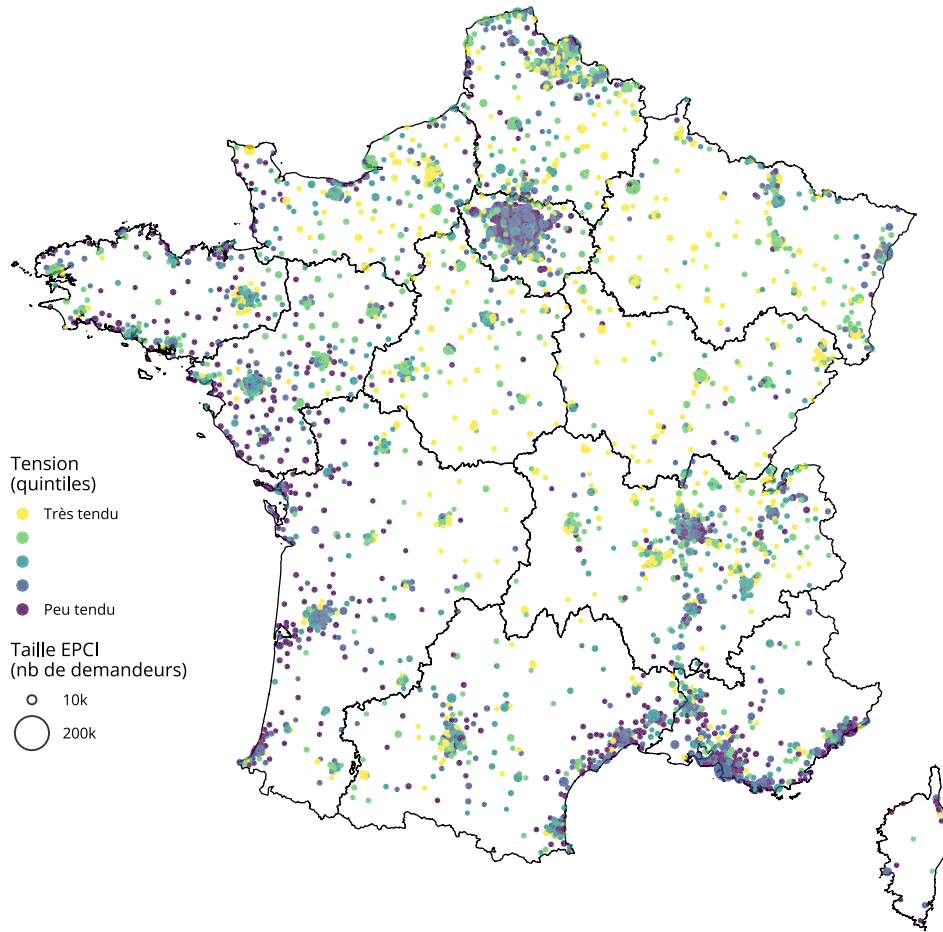 Tension
(quintiles)
Très tendu
Peu tendu
Taille EPCI
(nb de demandeurs)
10k
200k